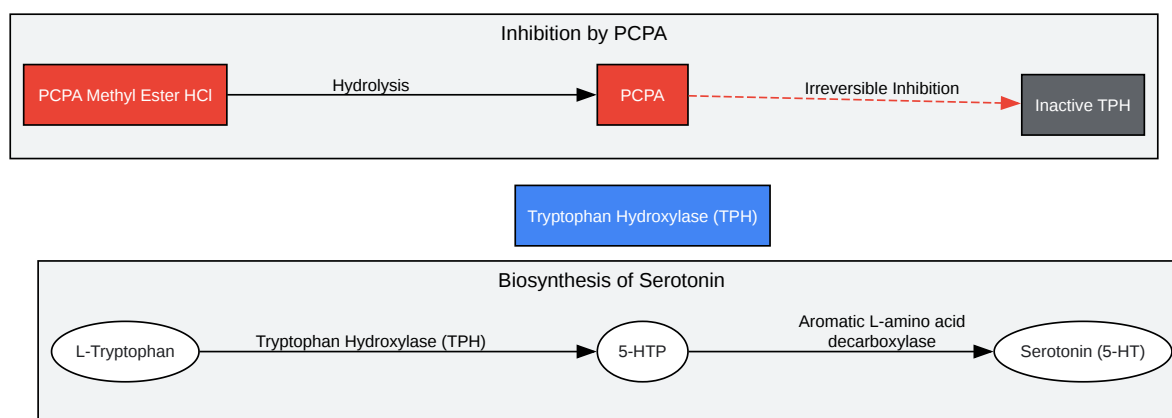 Inhibition by PCPA
PCPA Methyl Ester HCl
Hydrolysis
PCPA
Irreversible Inhibition
Inactive TPH
Tryptophan Hydroxylase (TPH)
Biosynthesis of Serotonin
L-Tryptophan
Tryptophan Hydroxylase (TPH)
5-HTP
Aromatic L-amino acid
decarboxylase
Serotonin (5-HT)